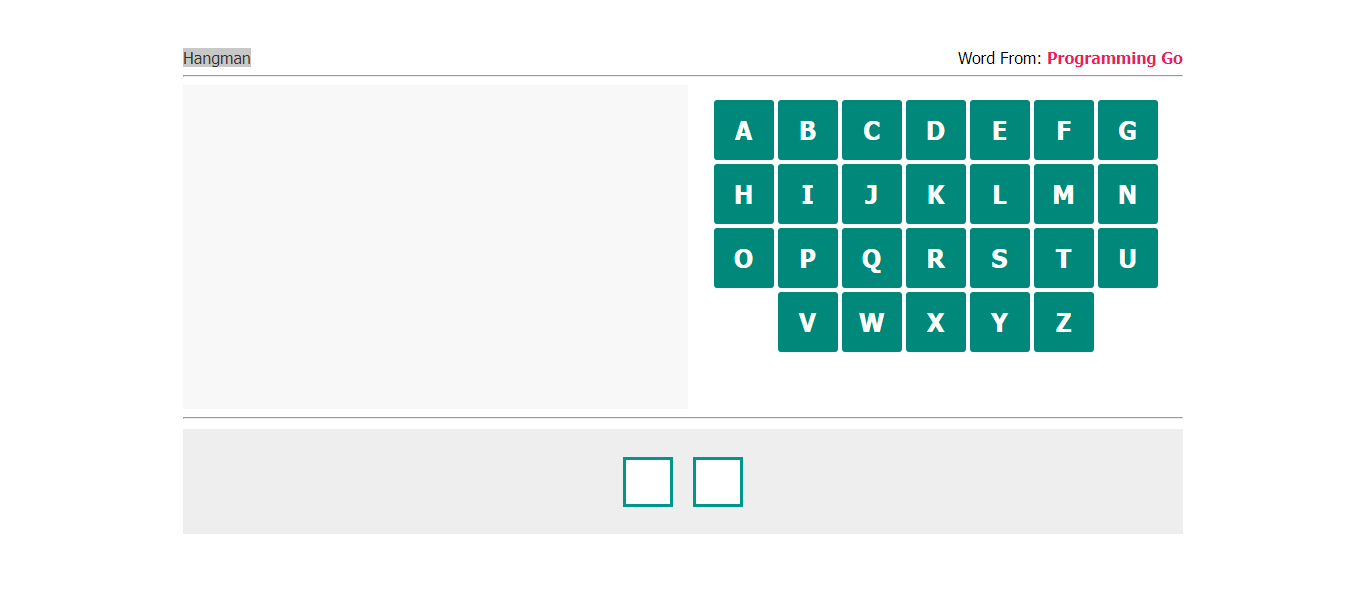 Hangman
Word From: Programming Go
A B C D E F G
H I J K L M N
O P Q R S T U
V W X Y Z